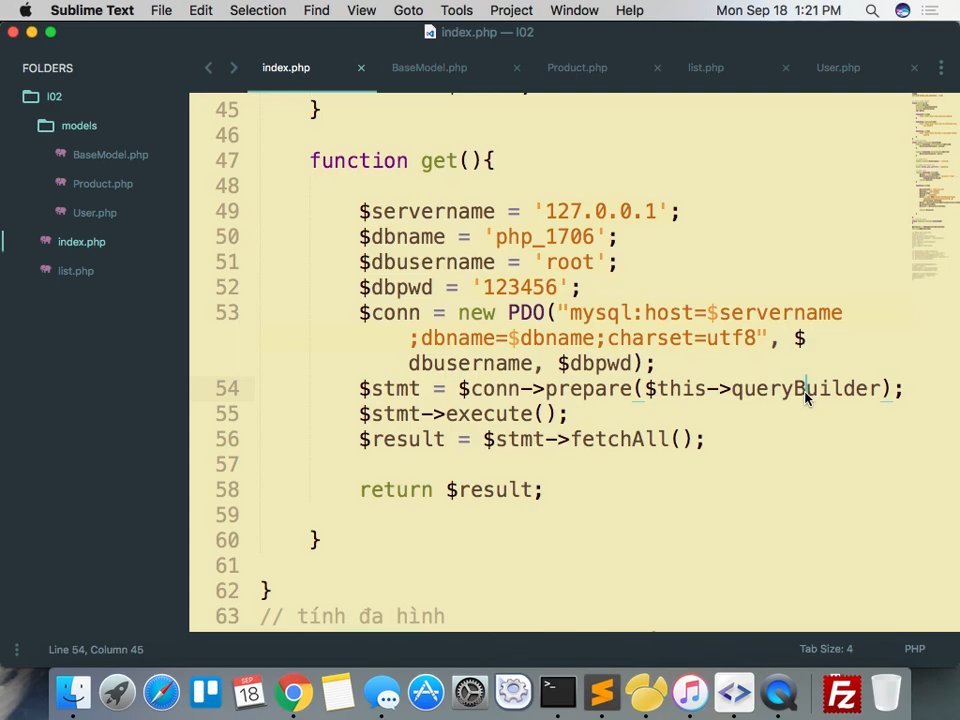 Sublime Text File Edit Selection Find View Goto Tools Project Window Help Mon Sep 18 1:21 PM
index.php — l02
FOLDERS
l02
models
BaseModel.php
Product.php
User.php
index.php
list.php
index.php BaseModel.php Product.php list.php User.php
45 }
46
47 function get(){
48
49 $servername = '127.0.0.1';
50 $dbname = 'php_1706';
51 $dbusername = 'root';
52 $dbpwd = '123456';
53 $conn = new PDO("mysql:host=$servername
;dbname=$dbname;charset=utf8", $
dbusername, $dbpwd);
54 $stmt = $conn->prepare($this->queryBuilder);
55 $stmt->execute();
56 $result = $stmt->fetchAll();
57
58 return $result;
59
60 }
61
62 }
63 // tính đa hình
Line 54, Column 45 Tab Size: 4 PHP
SEP
18
Fz